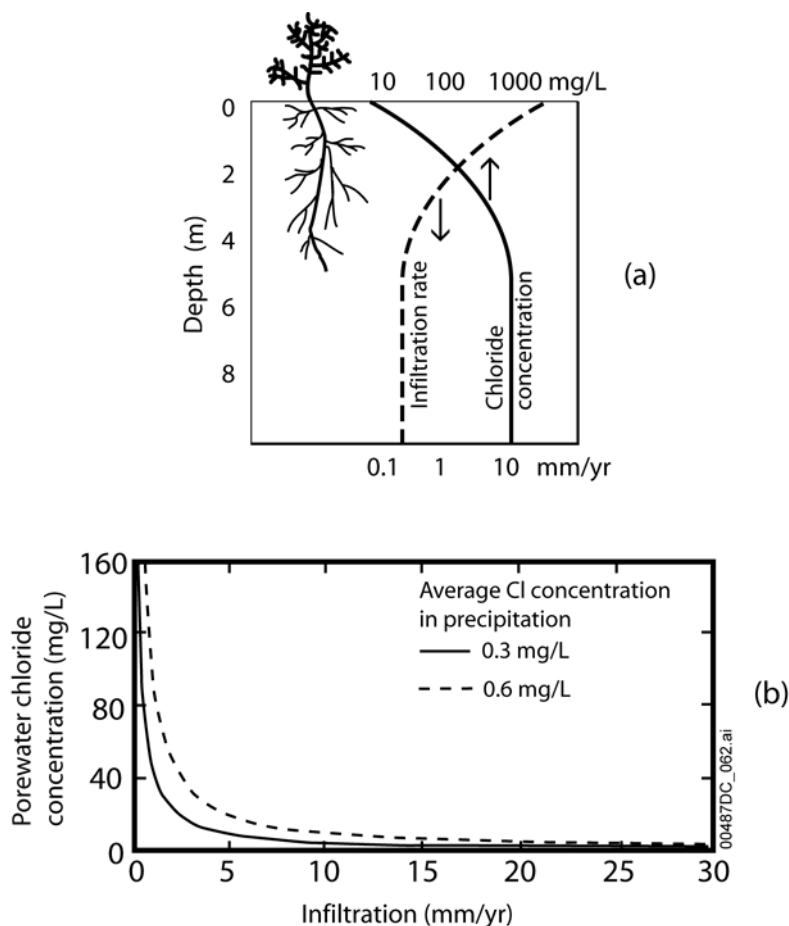 10 100 1000 mg/L
0
2
4
6
8
Depth (m)
Infiltration rate
Chloride
concentration
(a)
0.1 1 10 mm/yr
160
120
80
40
0
Porewater chloride
concentration (mg/L)
Average Cl concentration
in precipitation
0.3 mg/L
0.6 mg/L
(b)
00487DC_062.ai
0 5 10 15 20 25 30
Infiltration (mm/yr)